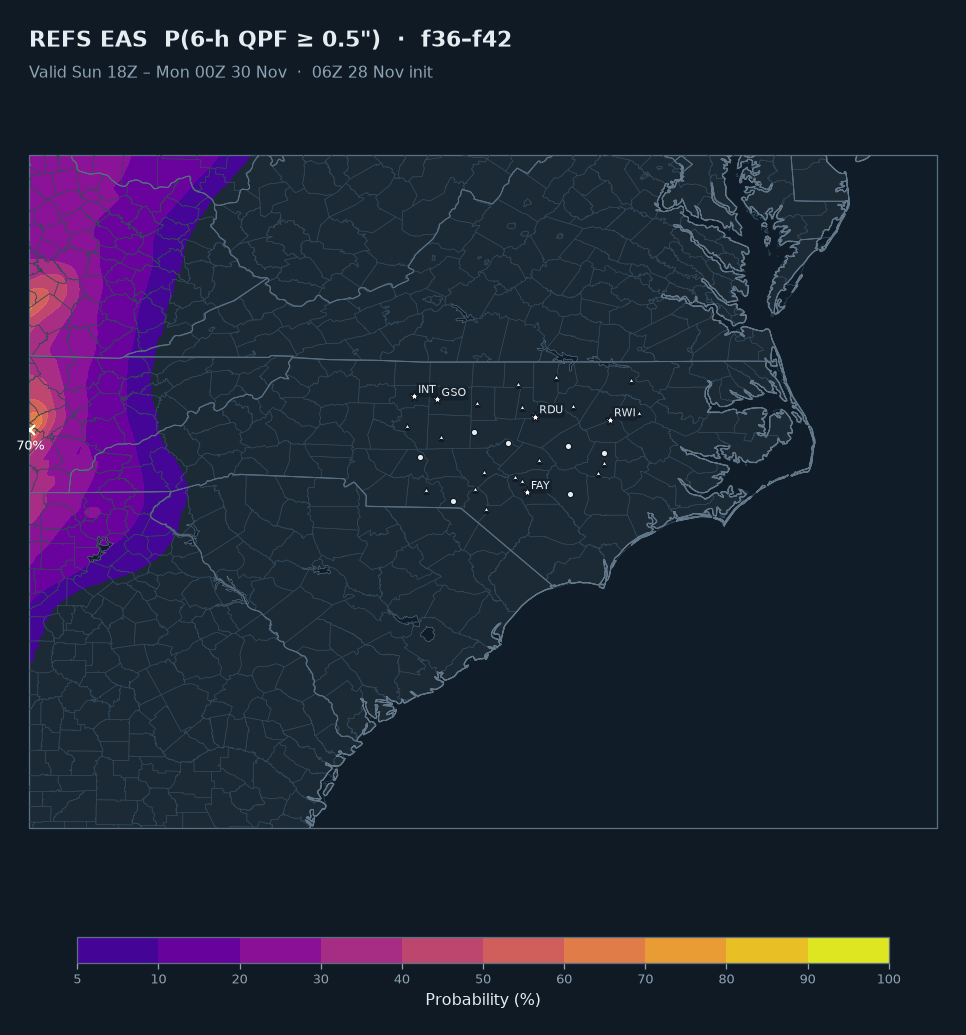 REFS EAS  P(6-h QPF ≥ 0.5")  ·  f36–f42
Valid Sun 18Z – Mon 00Z 30 Nov  ·  06Z 28 Nov init
INT
GSO
RDU
RWI
70%
FAY
5 10 20 30 40 50 60 70 80 90 100
Probability (%)